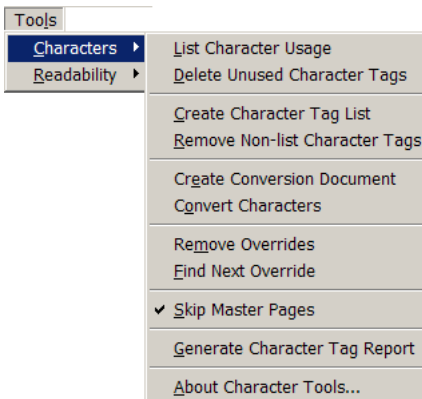 Tools
Characters
Readability
List Character Usage
Delete Unused Character Tags
Create Character Tag List
Remove Non-list Character Tags
Create Conversion Document
Convert Characters
Remove Overrides
Find Next Override
Skip Master Pages
Generate Character Tag Report
About Character Tools...